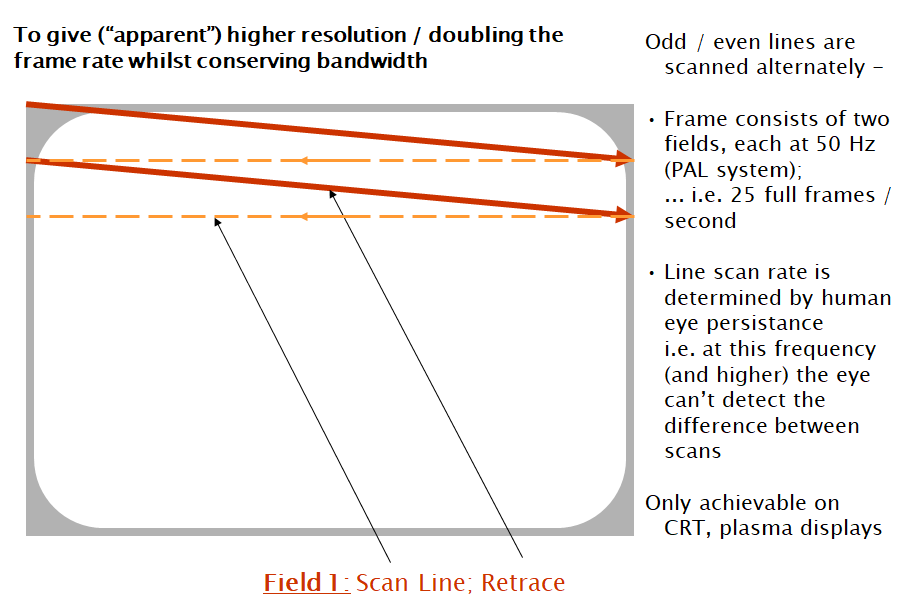 To give (“apparent”) higher resolution / doubling the
frame rate whilst conserving bandwidth
Odd / even lines are
scanned alternately –
• Frame consists of two
fields, each at 50 Hz
(PAL system);
... i.e. 25 full frames /
second
• Line scan rate is
determined by human
eye persistance
i.e. at this frequency
(and higher) the eye
can’t detect the
difference between
scans
Only achievable on
CRT, plasma displays
Field 1: Scan Line; Retrace